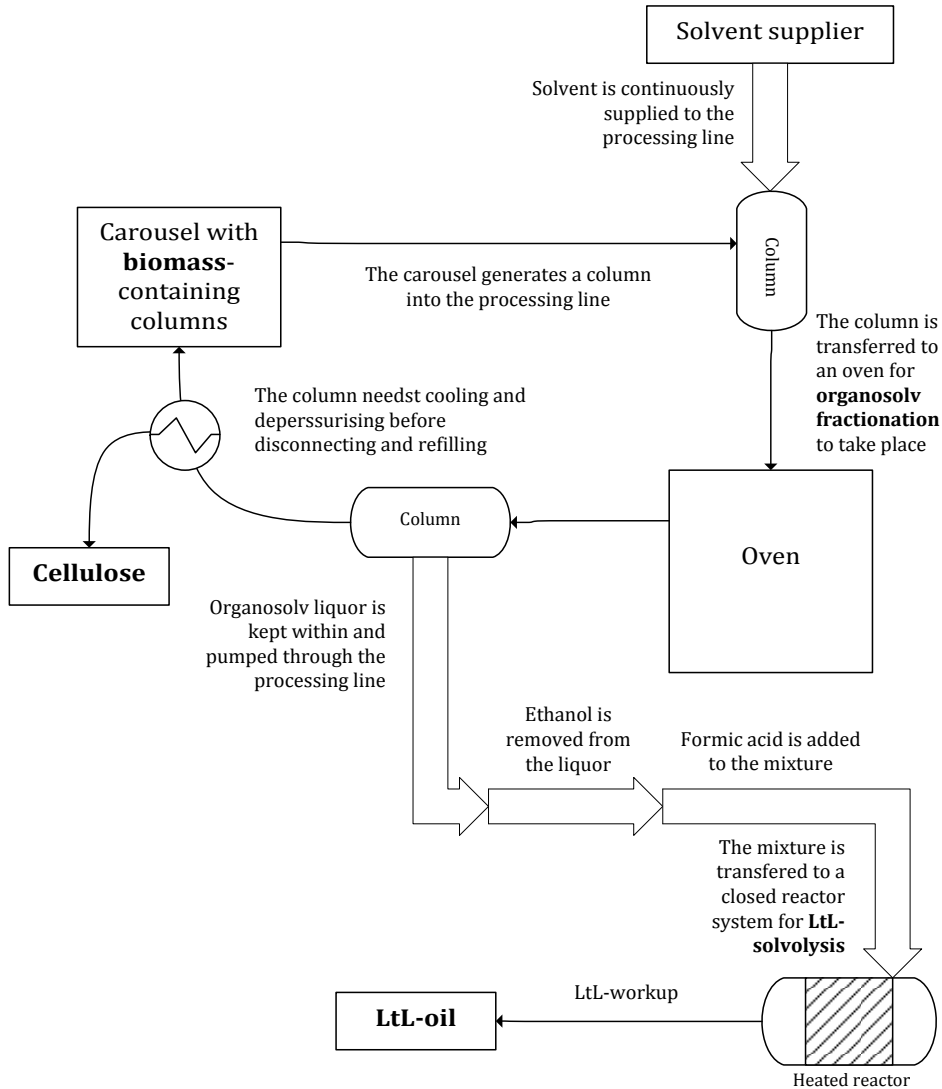 Solvent supplier
Solvent is continuously
supplied to the
processing line
Carousel with
biomass-
containing
columns
Column
The carousel generates a column
into the processing line
The column is
transferred to
an oven for
organosolv
fractionation
to take place
The column needst cooling and
deperssurising before
disconnecting and refilling
Column
Oven
Cellulose
Organosolv liquor is
kept within and
pumped through the
processing line
Ethanol is
removed from
the liquor
Formic acid is added
to the mixture
The mixture is
transfered to a
closed reactor
system for LtL-
solvolysis
LtL-workup
LtL-oil
Heated reactor